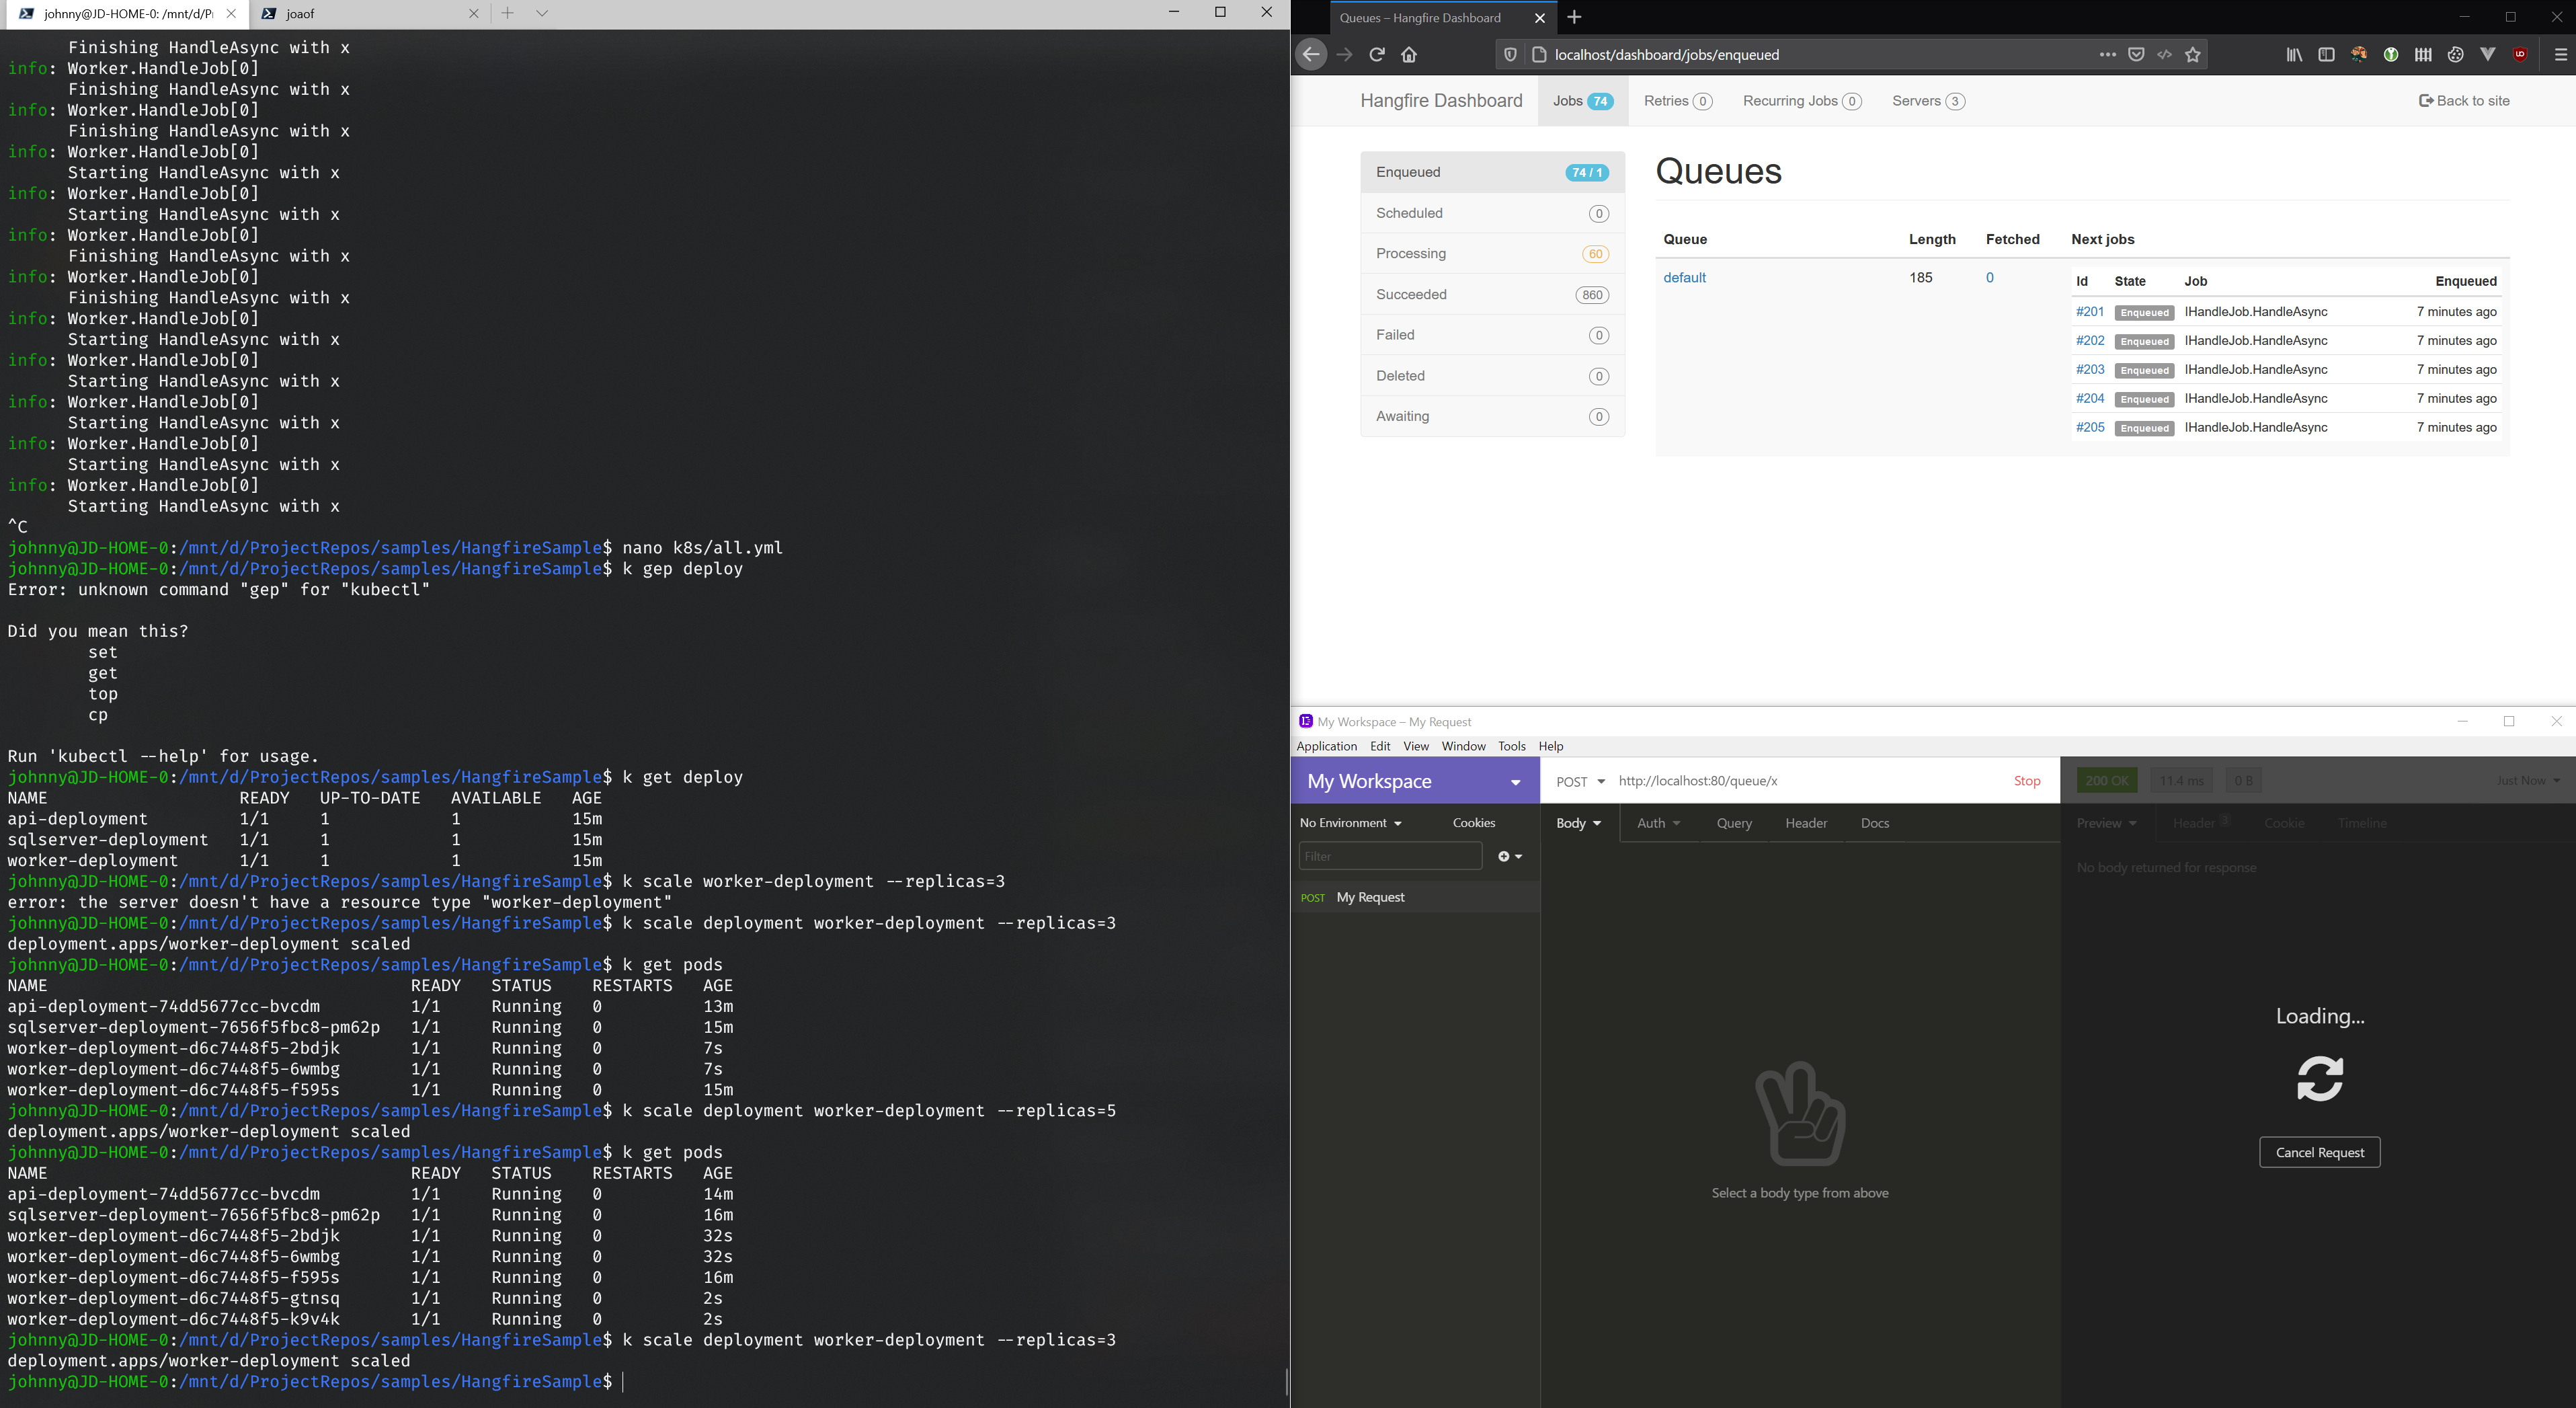 johnny@JD-HOME-0: /mnt/d/P
joaof
Finishing HandleAsync with x
info: Worker.HandleJob[0]
Finishing HandleAsync with x
info: Worker.HandleJob[0]
Finishing HandleAsync with x
info: Worker.HandleJob[0]
Starting HandleAsync with x
info: Worker.HandleJob[0]
Starting HandleAsync with x
info: Worker.HandleJob[0]
Finishing HandleAsync with x
info: Worker.HandleJob[0]
Finishing HandleAsync with x
info: Worker.HandleJob[0]
Starting HandleAsync with x
info: Worker.HandleJob[0]
Starting HandleAsync with x
info: Worker.HandleJob[0]
Starting HandleAsync with x
info: Worker.HandleJob[0]
Starting HandleAsync with x
info: Worker.HandleJob[0]
Starting HandleAsync with x
^C
johnny@JD-HOME-0:/mnt/d/ProjectRepos/samples/HangfireSample$ nano k8s/all.yml
johnny@JD-HOME-0:/mnt/d/ProjectRepos/samples/HangfireSample$ k gep deploy
Error: unknown command "gep" for "kubectl"
Did you mean this?
set
get
top
cp
Run 'kubectl --help' for usage.
johnny@JD-HOME-0:/mnt/d/ProjectRepos/samples/HangfireSample$ k get deploy
NAME READY UP-TO-DATE AVAILABLE AGE
api-deployment 1/1 1 1 15m
sqlserver-deployment 1/1 1 1 15m
worker-deployment 1/1 1 1 15m
johnny@JD-HOME-0:/mnt/d/ProjectRepos/samples/HangfireSample$ k scale worker-deployment --replicas=3
error: the server doesn't have a resource type "worker-deployment"
johnny@JD-HOME-0:/mnt/d/ProjectRepos/samples/HangfireSample$ k scale deployment worker-deployment --replicas=3
deployment.apps/worker-deployment scaled
johnny@JD-HOME-0:/mnt/d/ProjectRepos/samples/HangfireSample$ k get pods
NAME READY STATUS RESTARTS AGE
api-deployment-74dd5677cc-bvcdm 1/1 Running 0 13m
sqlserver-deployment-7656f5fbc8-pm62p 1/1 Running 0 15m
worker-deployment-d6c7448f5-2bdjk 1/1 Running 0 7s
worker-deployment-d6c7448f5-6wmbg 1/1 Running 0 7s
worker-deployment-d6c7448f5-f595s 1/1 Running 0 15m
johnny@JD-HOME-0:/mnt/d/ProjectRepos/samples/HangfireSample$ k scale deployment worker-deployment --replicas=5
deployment.apps/worker-deployment scaled
johnny@JD-HOME-0:/mnt/d/ProjectRepos/samples/HangfireSample$ k get pods
NAME READY STATUS RESTARTS AGE
api-deployment-74dd5677cc-bvcdm 1/1 Running 0 14m
sqlserver-deployment-7656f5fbc8-pm62p 1/1 Running 0 16m
worker-deployment-d6c7448f5-2bdjk 1/1 Running 0 32s
worker-deployment-d6c7448f5-6wmbg 1/1 Running 0 32s
worker-deployment-d6c7448f5-f595s 1/1 Running 0 16m
worker-deployment-d6c7448f5-gtnsq 1/1 Running 0 2s
worker-deployment-d6c7448f5-k9v4k 1/1 Running 0 2s
johnny@JD-HOME-0:/mnt/d/ProjectRepos/samples/HangfireSample$ k scale deployment worker-deployment --replicas=3
deployment.apps/worker-deployment scaled
johnny@JD-HOME-0:/mnt/d/ProjectRepos/samples/HangfireSample$
Queues – Hangfire Dashboard
localhost/dashboard/jobs/enqueued
Hangfire Dashboard Jobs 74 Retries 0 Recurring Jobs 0 Servers 3 Back to site
Enqueued 74 / 1
Scheduled 0
Processing 60
Succeeded 860
Failed 0
Deleted 0
Awaiting 0
Queues
Queue Length Fetched Next jobs
default 185 0
Id State Job Enqueued
#201 Enqueued IHandleJob.HandleAsync 7 minutes ago
#202 Enqueued IHandleJob.HandleAsync 7 minutes ago
#203 Enqueued IHandleJob.HandleAsync 7 minutes ago
#204 Enqueued IHandleJob.HandleAsync 7 minutes ago
#205 Enqueued IHandleJob.HandleAsync 7 minutes ago
My Workspace – My Request
Application Edit View Window Tools Help
My Workspace
POST http://localhost:80/queue/x Stop
200 OK 11.4 ms 0 B Just Now
No Environment Cookies
Body Auth Query Header Docs
Preview Header 3 Cookie Timeline
Filter
No body returned for response
POST My Request
Select a body type from above
Loading...
Cancel Request